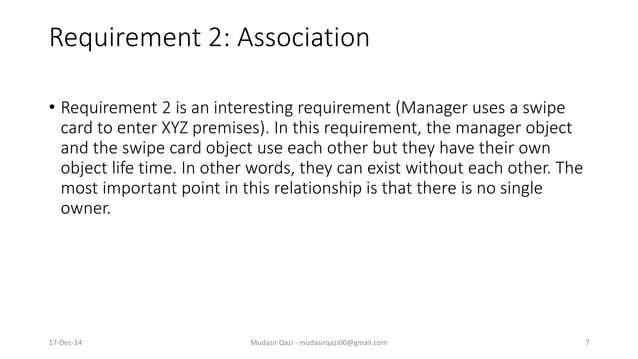 Requirement 2: Association
• Requirement 2 is an interesting requirement (Manager uses a swipe
card to enter XYZ premises). In this requirement, the manager object
and the swipe card object use each other but they have their own
object life time. In other words, they can exist without each other. The
most important point in this relationship is that there is no single
owner.
17-Dec-14
Mudasir Qazi - mudasirqazi00@gmail.com
7